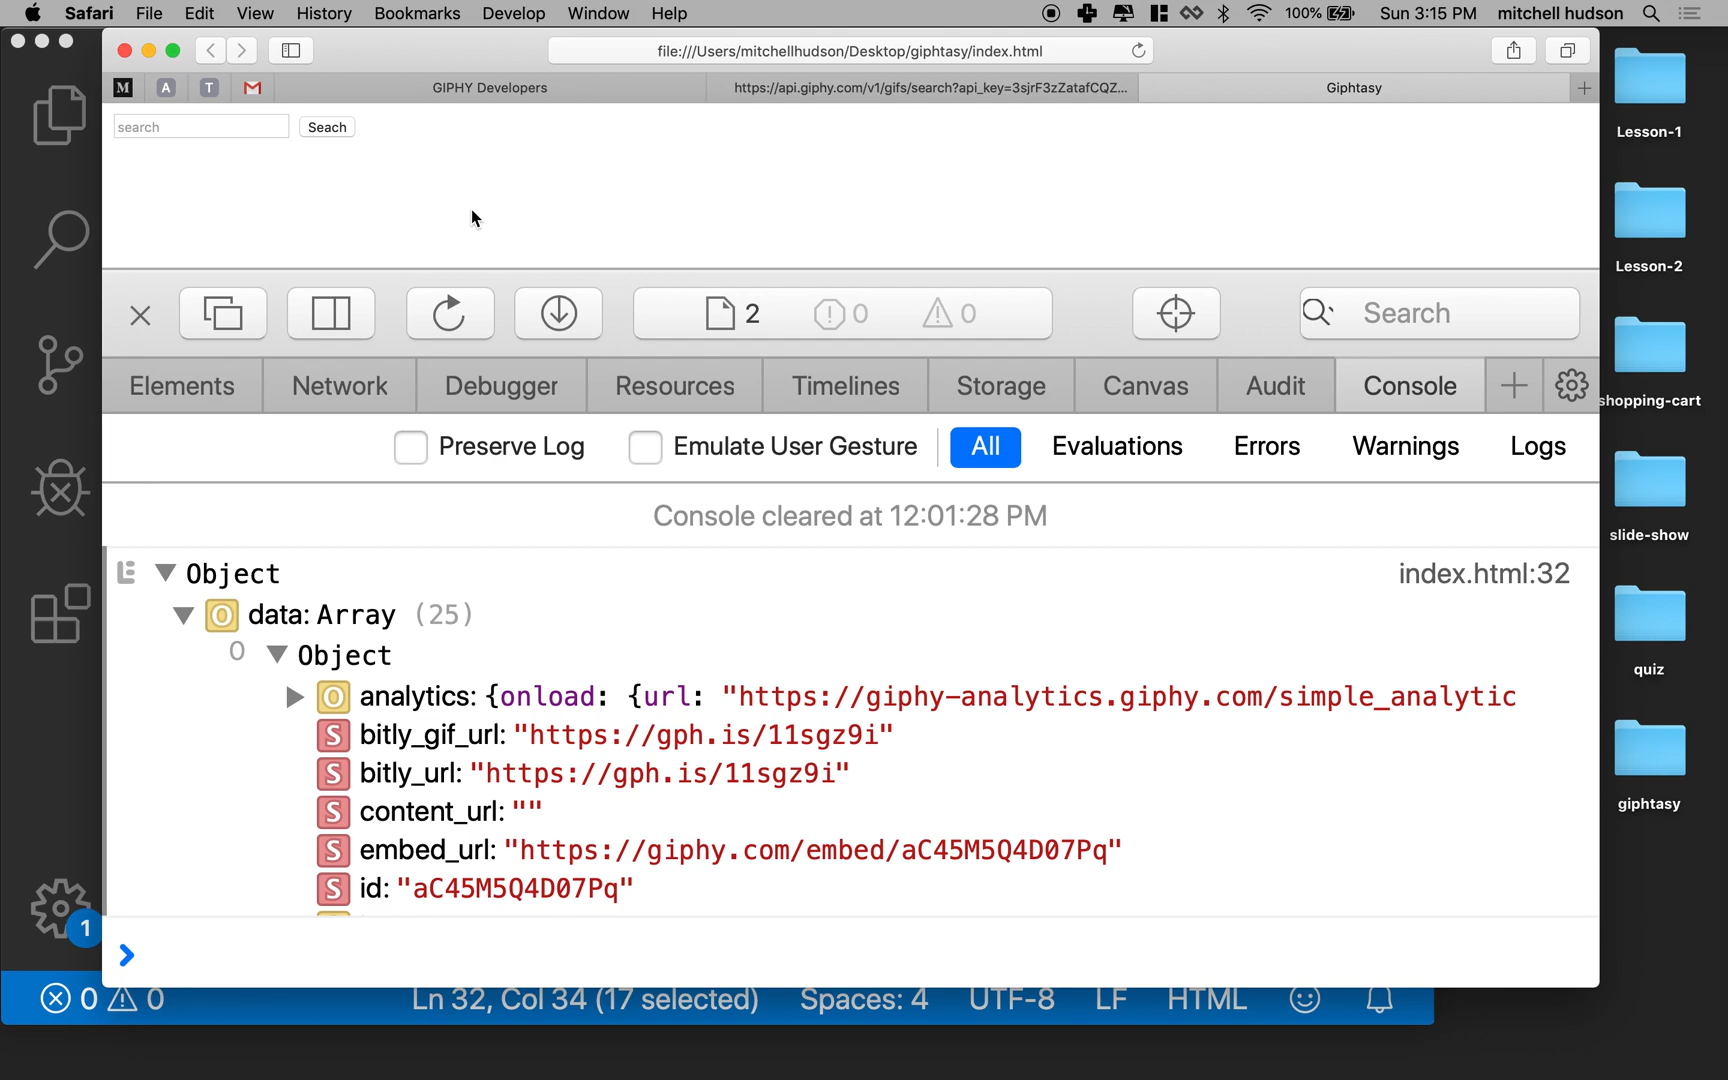 Safari File Edit View History Bookmarks Develop Window Help 100% Sun 3:15 PM mitchell hudson
file:///Users/mitchellhudson/Desktop/giphtasy/index.html
M A T GIPHY Developers https://api.giphy.com/v1/gifs/search?api_key=3sjrF3zZatafCQZ... Giphtasy
search Seach
Lesson-1
Lesson-2
2 0 0 Search
Elements Network Debugger Resources Timelines Storage Canvas Audit Console
shopping-cart
Preserve Log Emulate User Gesture All Evaluations Errors Warnings Logs
Console cleared at 12:01:28 PM
slide-show
Object index.html:32
data: Array (25)
0 Object
quiz
O analytics: {onload: {url: "https://giphy-analytics.giphy.com/simple_analytic
S bitly_gif_url: "https://gph.is/11sgz9i"
S bitly_url: "https://gph.is/11sgz9i"
giphtasy
S content_url: ""
S embed_url: "https://giphy.com/embed/aC45M5Q4D07Pq"
S id: "aC45M5Q4D07Pq"
1
0 0 Ln 32, Col 34 (17 selected) Spaces: 4 UTF-8 LF HTML